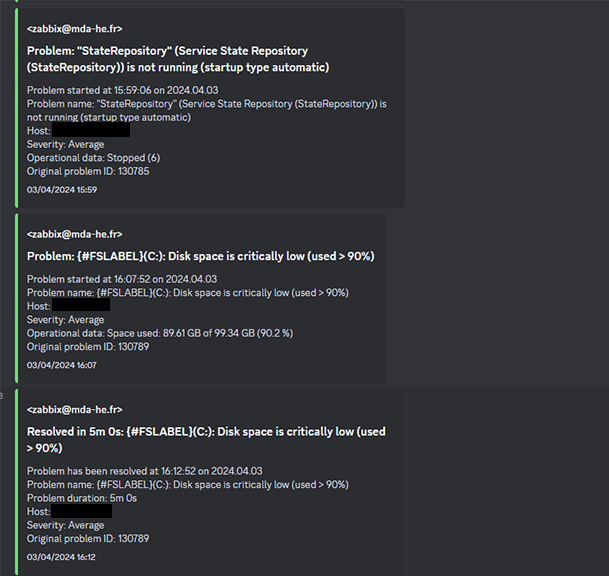 <zabbix@mda-he.fr>
Problem: "StateRepository" (Service State Repository
(StateRepository)) is not running (startup type automatic)
Problem started at 15:59:06 on 2024.04.03
Problem name: "StateRepository" (Service State Repository (StateRepository)) is
not running (startup type automatic)
Host:
Severity: Average
Operational data: Stopped (6)
Original problem ID: 130785
03/04/2024 15:59
<zabbix@mda-he.fr>
Problem: {#FSLABEL}(C:): Disk space is critically low (used > 90%)
Problem started at 16:07:52 on 2024.04.03
Problem name: {#FSLABEL}(C:): Disk space is critically low (used > 90%)
Host:
Severity: Average
Operational data: Space used: 89.61 GB of 99.34 GB (90.2 %)
Original problem ID: 130789
03/04/2024 16:07
<zabbix@mda-he.fr>
Resolved in 5m 0s: {#FSLABEL}(C:): Disk space is critically low (used
> 90%)
Problem has been resolved at 16:12:52 on 2024.04.03
Problem name: {#FSLABEL}(C:): Disk space is critically low (used > 90%)
Problem duration: 5m 0s
Host:
Severity: Average
Original problem ID: 130789
03/04/2024 16:12